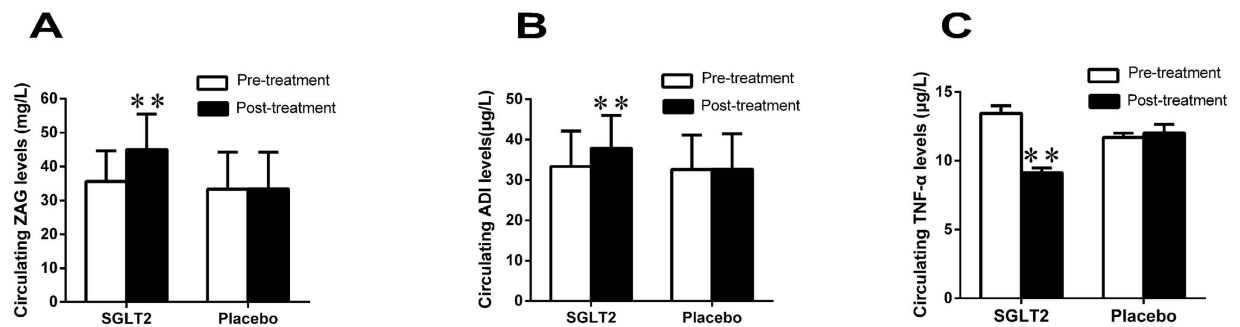 A
Circulating ZAG levels (mg/L)
Pre-treatment
Post-treatment
60
50
40
30
20
10
0
**
SGLT2
Placebo
B
Circulating ADI levels(μg/L)
Pre-treatment
Post-treatment
50
40
30
20
10
0
**
SGLT2
Placebo
C
Circulating TNF-α levels (μg/L)
Pre-treatment
Post-treatment
15
10
5
0
**
SGLT2
Placebo